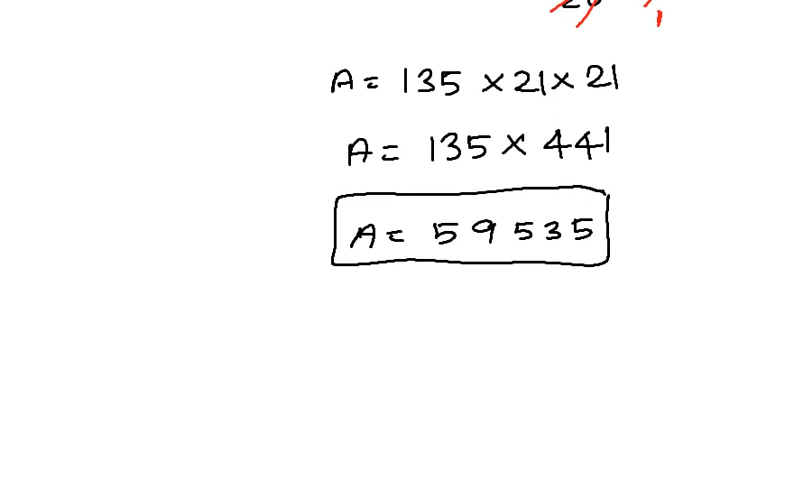 A = 135 × 21 × 21
A = 135 × 441
A = 59535